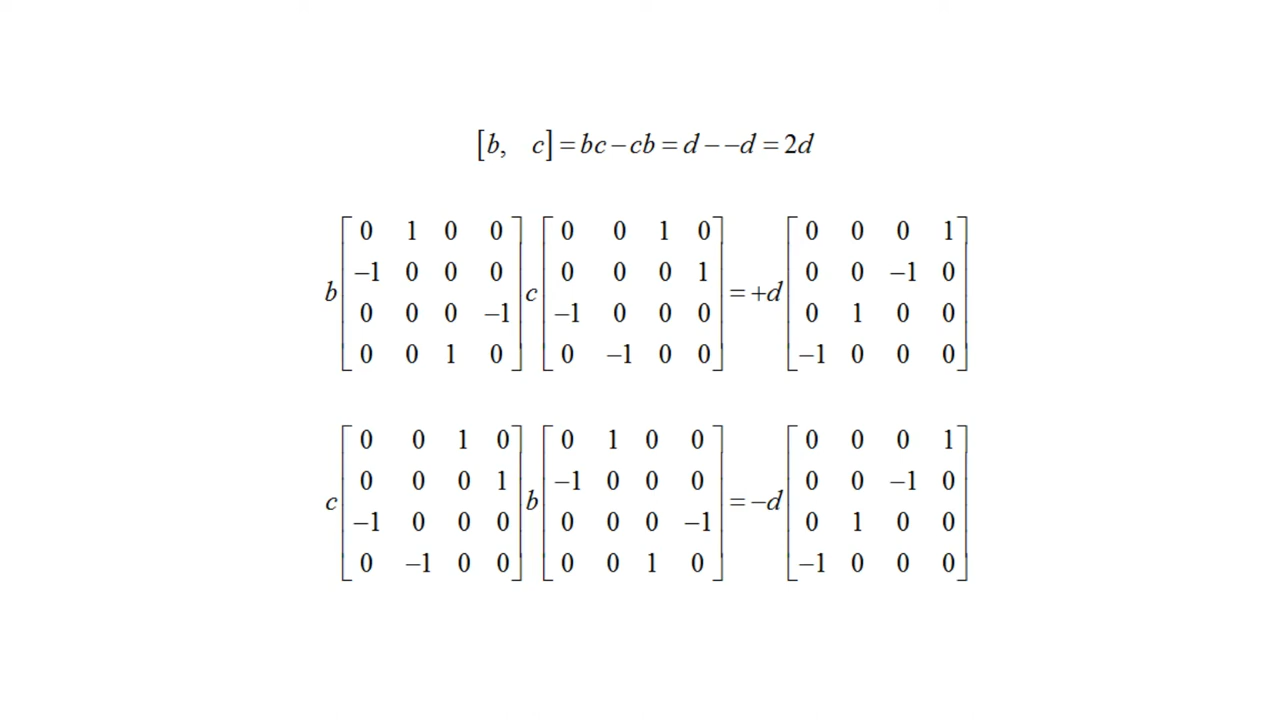 [b, c] = bc − cb = d − −d = 2d
b [0 1 0 0; −1 0 0 0; 0 0 0 −1; 0 0 1 0] c [0 0 1 0; 0 0 0 1; −1 0 0 0; 0 −1 0 0] = +d [0 0 0 1; 0 0 −1 0; 0 1 0 0; −1 0 0 0]
c [0 0 1 0; 0 0 0 1; −1 0 0 0; 0 −1 0 0] b [0 1 0 0; −1 0 0 0; 0 0 0 −1; 0 0 1 0] = −d [0 0 0 1; 0 0 −1 0; 0 1 0 0; −1 0 0 0]